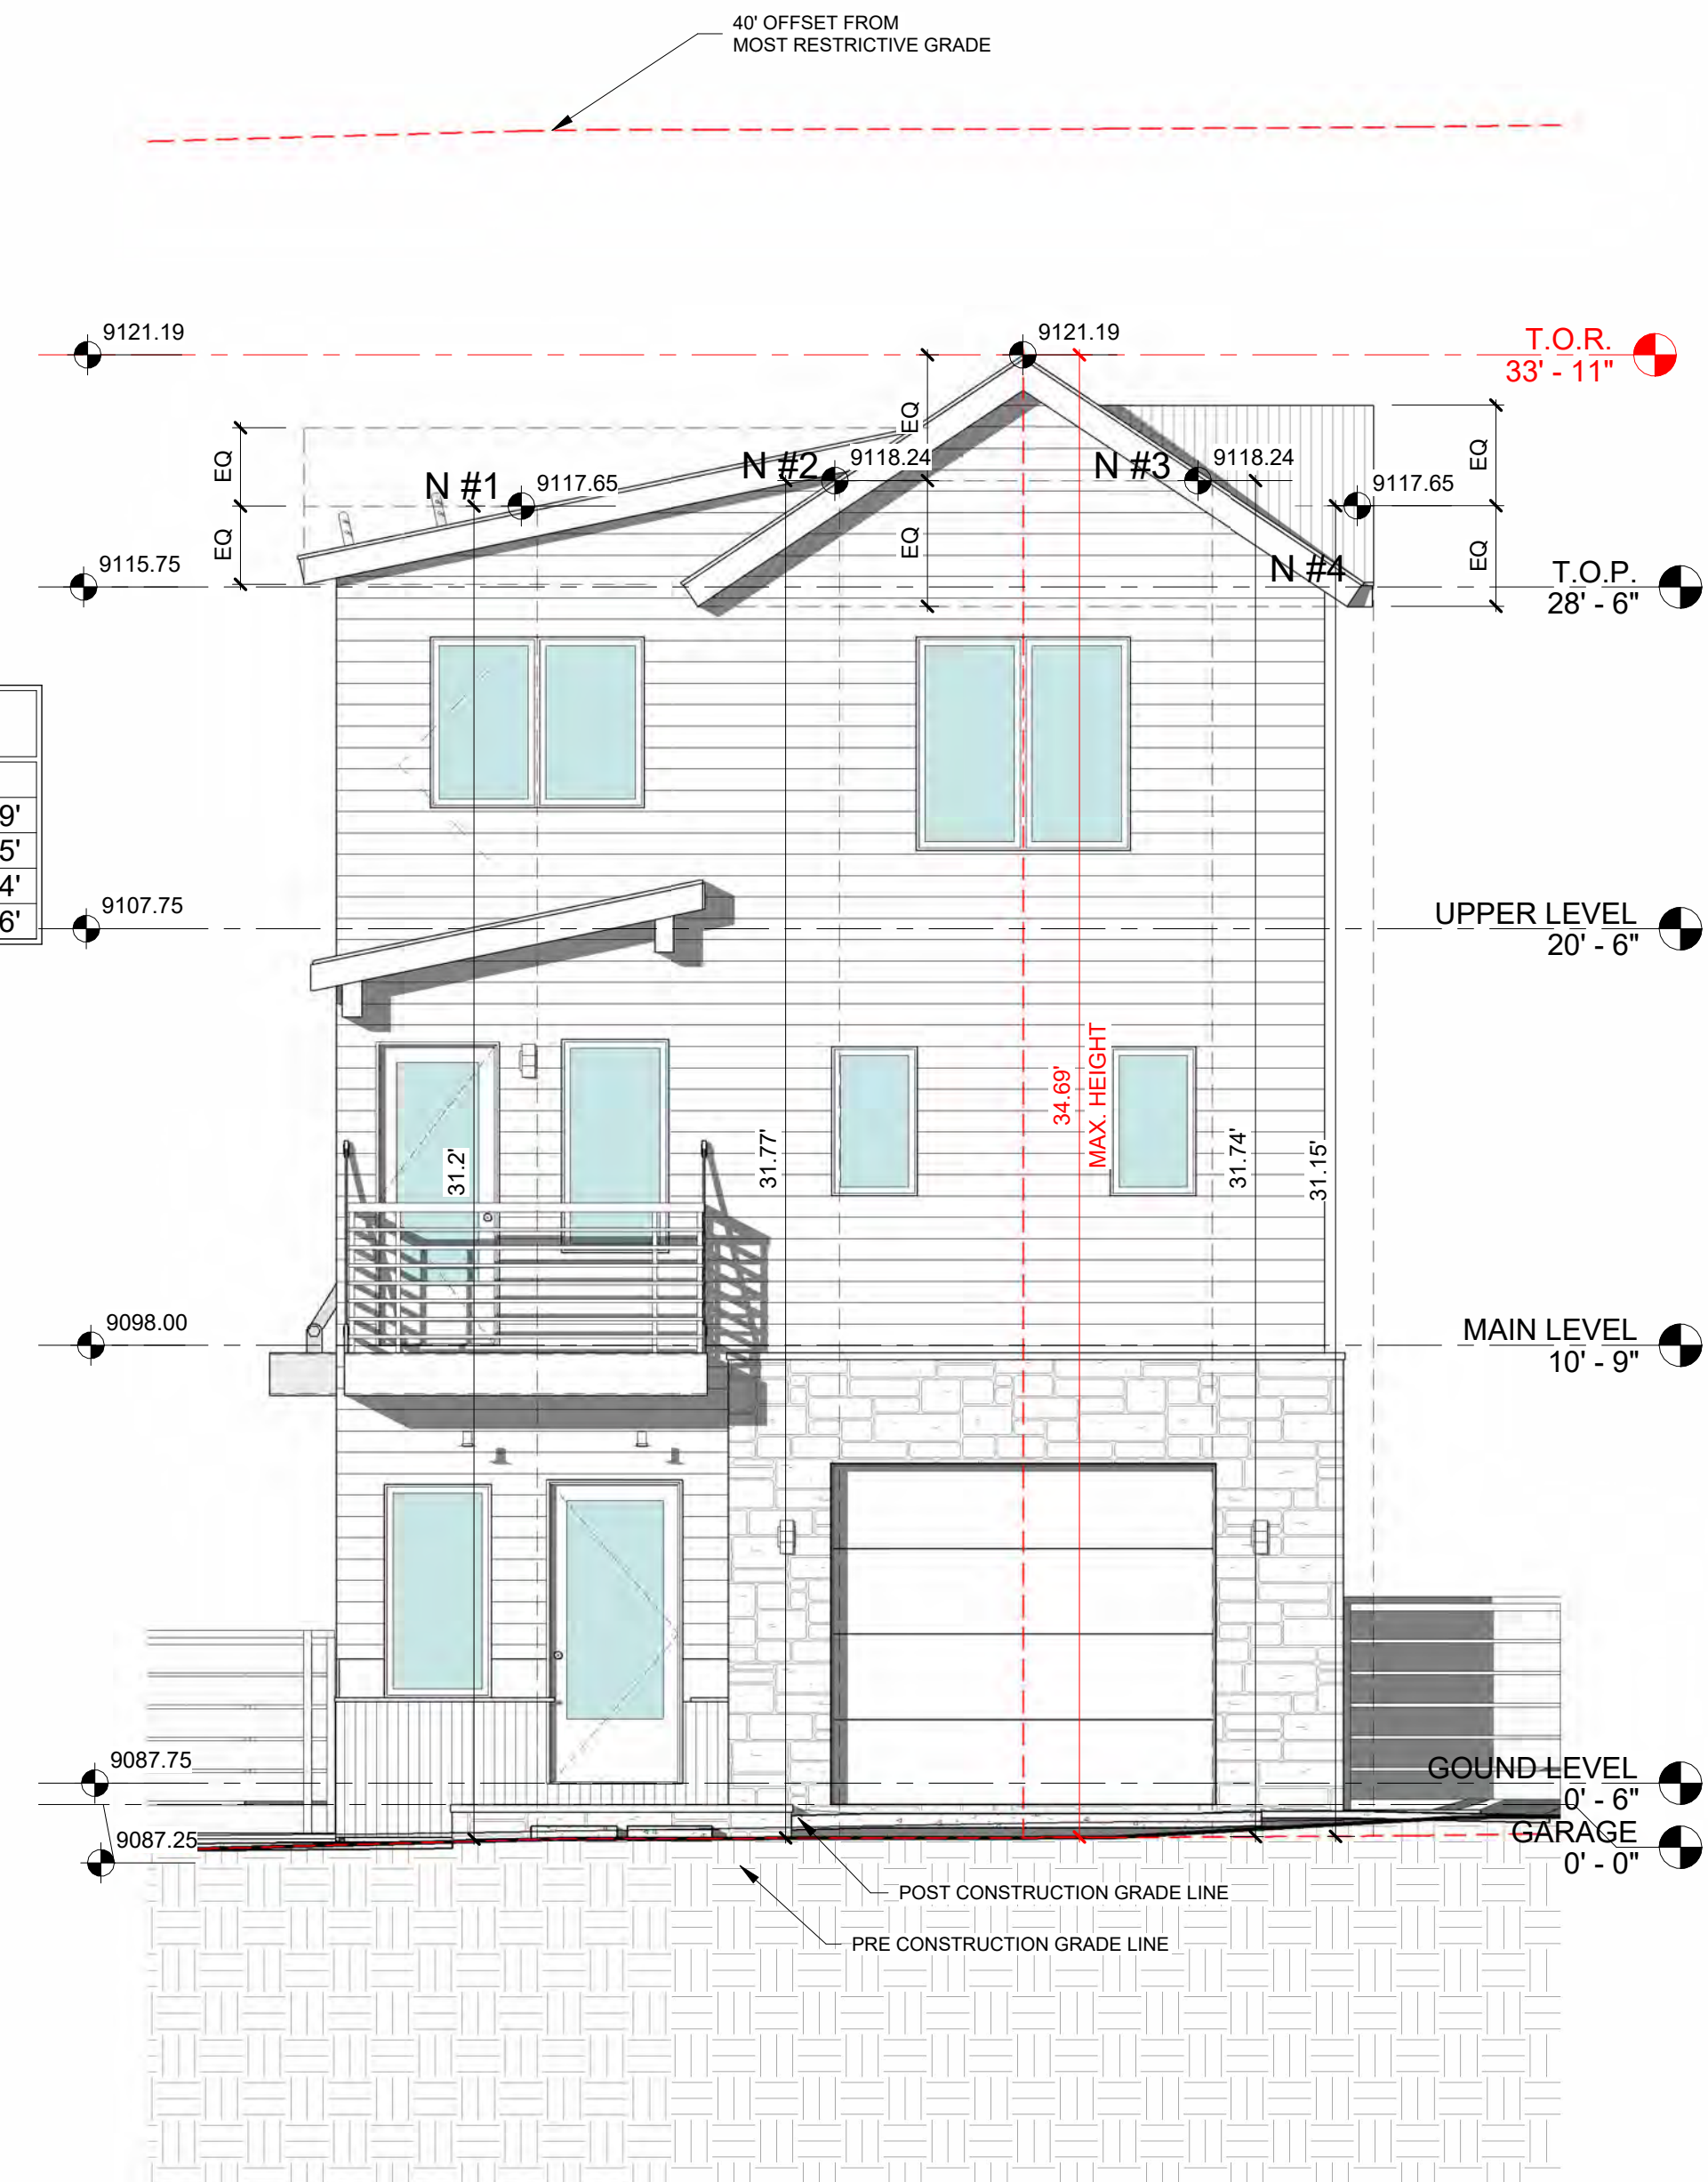 40' OFFSET FROM
MOST RESTRICTIVE GRADE
9121.19
9121.19
T.O.R.
33' - 11"
EQ
EQ
EQ
EQ
EQ
EQ
N #1
9117.65
N #2
9118.24
N #3
9118.24
9117.65
N #4
9115.75
T.O.P.
28' - 6"
9'
5'
4'
6'
9107.75
UPPER LEVEL
20' - 6"
31.2'
31.77'
34.69'
MAX. HEIGHT
31.74'
31.15'
9098.00
MAIN LEVEL
10' - 9"
9087.75
GOUND LEVEL
0' - 6"
9087.25
GARAGE
0' - 0"
POST CONSTRUCTION GRADE LINE
PRE CONSTRUCTION GRADE LINE